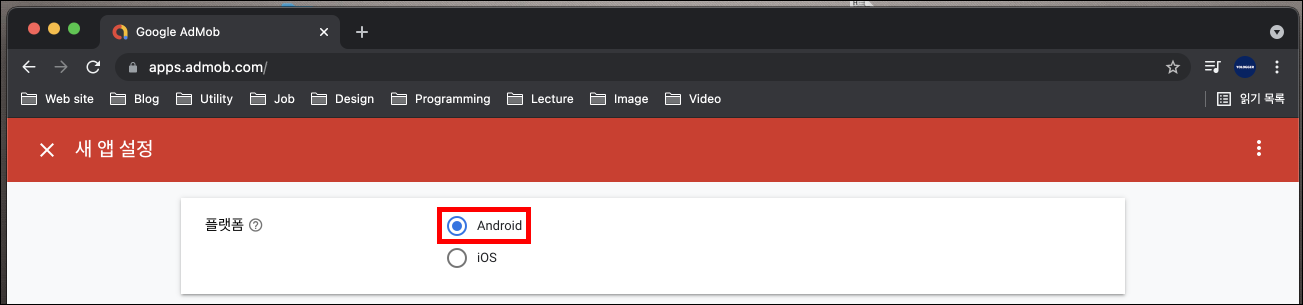 Google AdMob
apps.admob.com/
Web site Blog Utility Job Design Programming Lecture Image Video 읽기 목록
새 앱 설정
플랫폼
Android
iOS